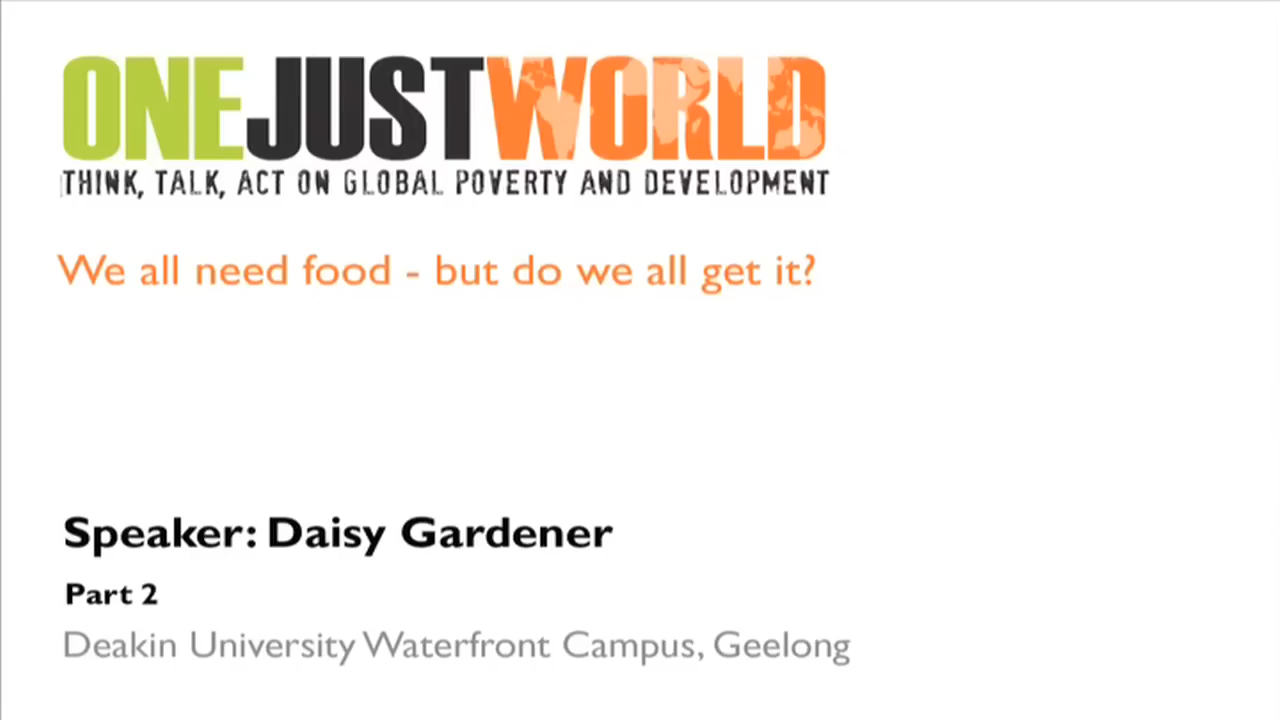 ONEJUSTWORLD
THINK, TALK, ACT ON GLOBAL POVERTY AND DEVELOPMENT
We all need food - but do we all get it?
Speaker: Daisy Gardener
Part 2
Deakin University Waterfront Campus, Geelong